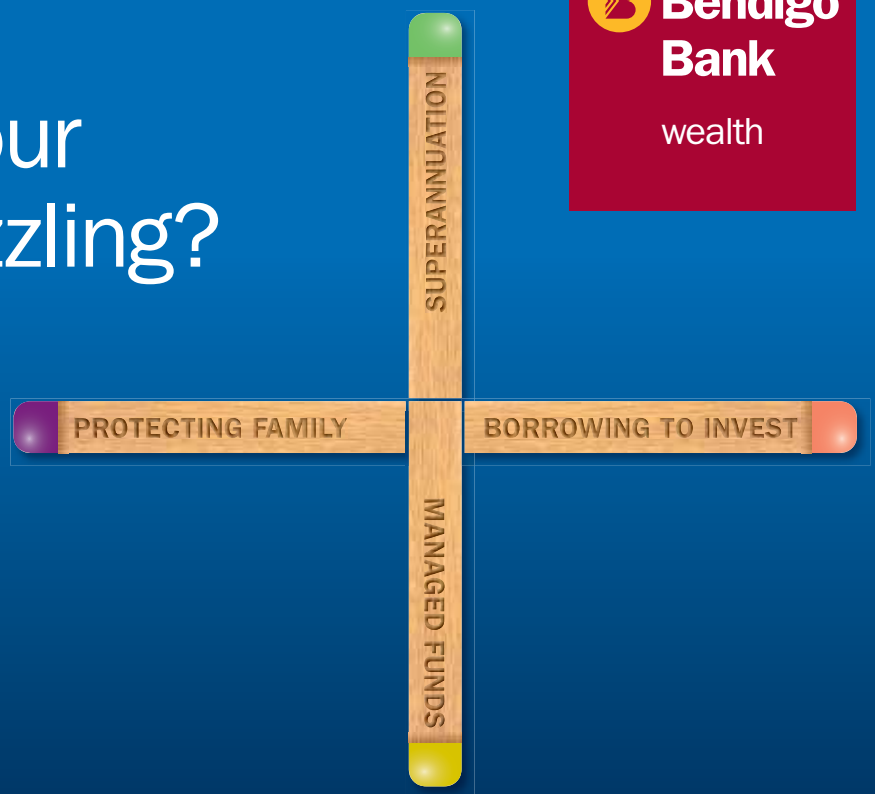 our
zzling?
Bendigo
Bank
wealth
SUPERANNUATION
PROTECTING FAMILY
BORROWING TO INVEST
MANAGED FUNDS